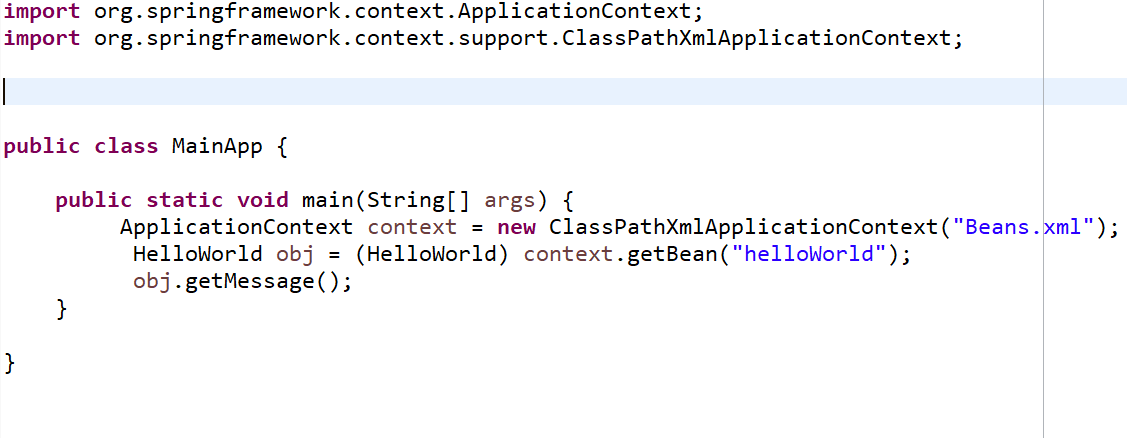 import org.springframework.context.ApplicationContext;
import org.springframework.context.support.ClassPathXmlApplicationContext;
public class MainApp {
public static void main(String[] args) {
ApplicationContext context = new ClassPathXmlApplicationContext("Beans.xml");
HelloWorld obj = (HelloWorld) context.getBean("helloWorld");
obj.getMessage();
}
}